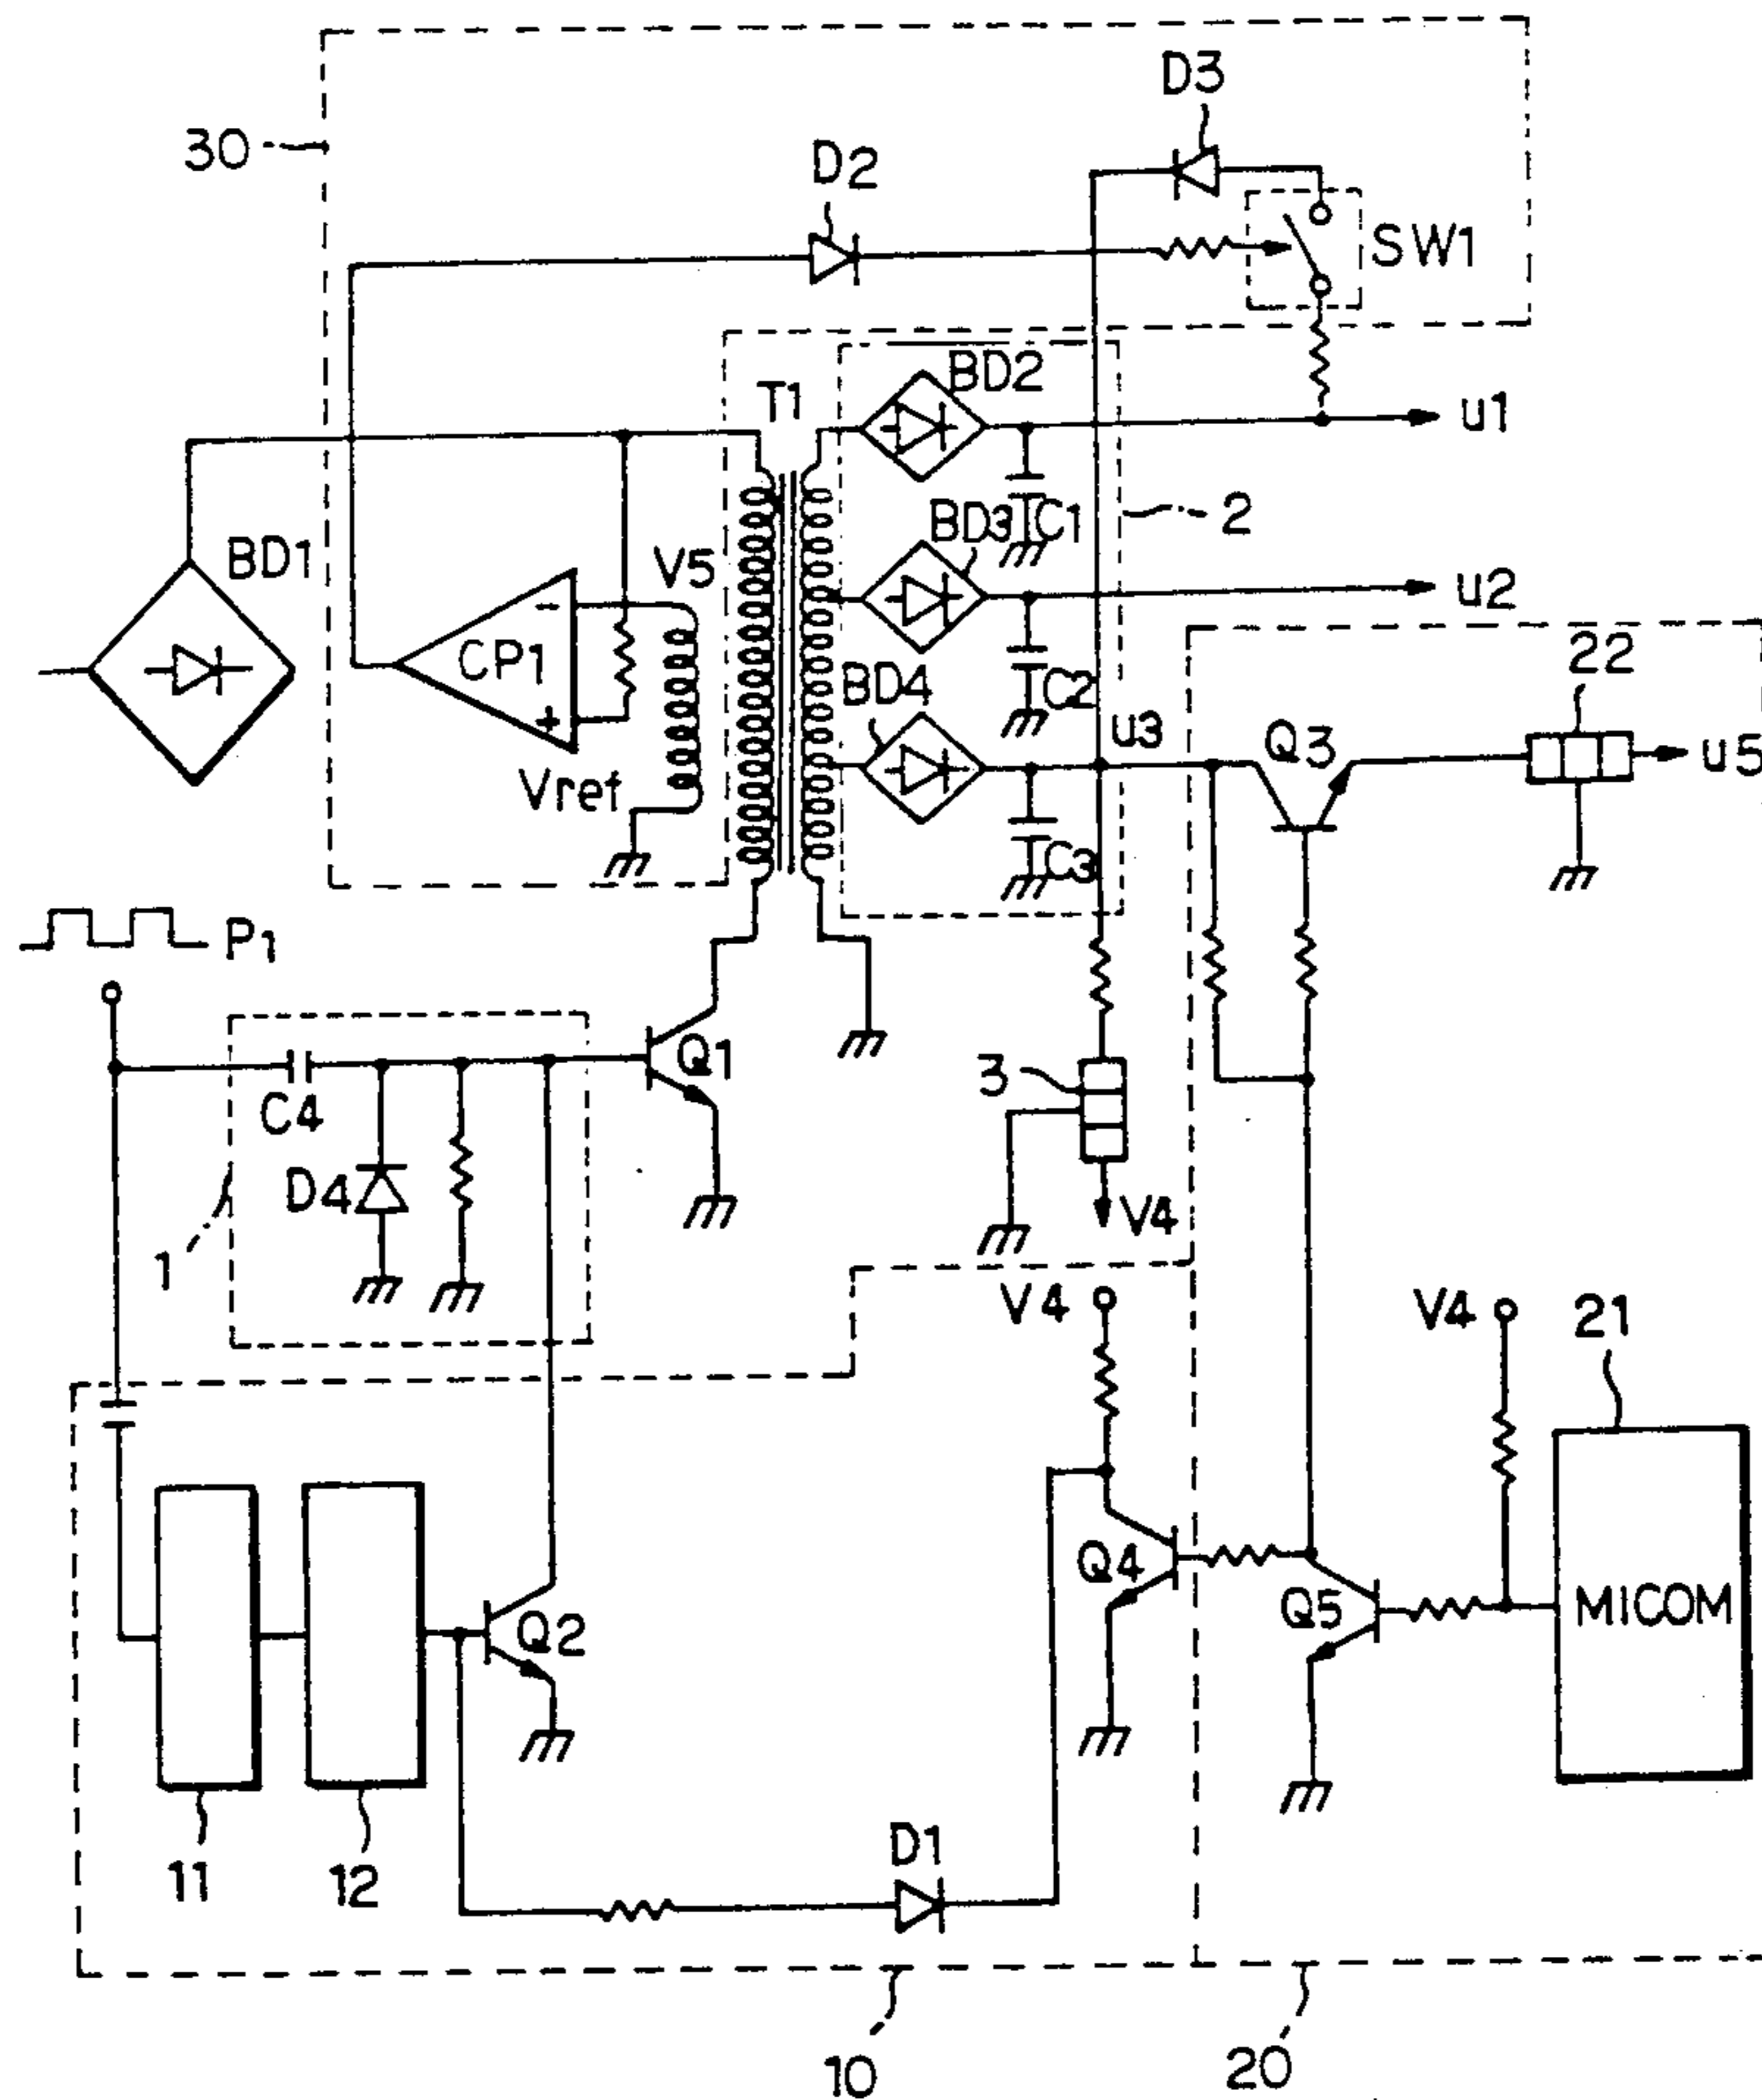 D3
30
D2
SW1
BD2
T1
u1
BD3
C1
2
BD1
V5
u2
-
CP1
22
BD4
C2
+
u3
Q3
u5
Vref
C3
P1
Q1
3
C4
D4
V4
1
V4
V4
21
Q4
Q5
MICOM
Q2
11
12
D1
10
20